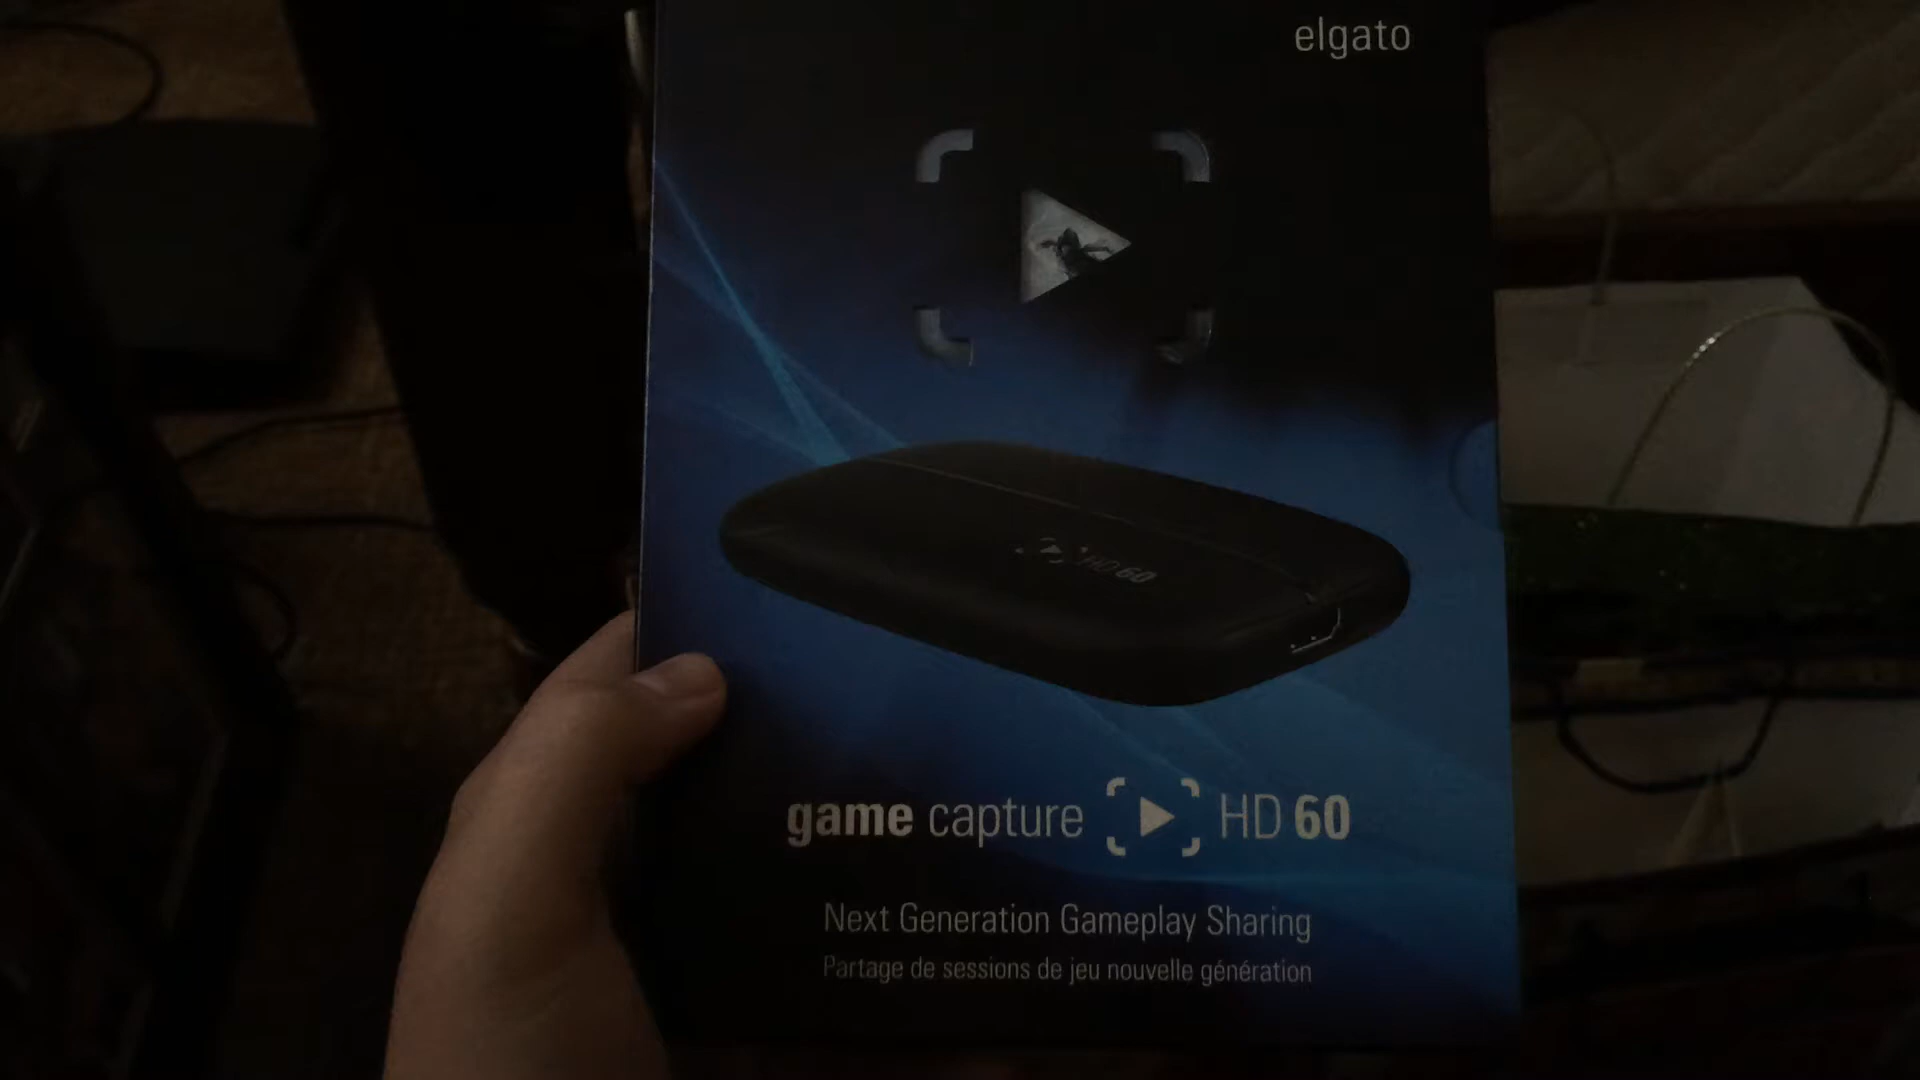 elgato
HD 60
game capture HD 60
Next Generation Gameplay Sharing
Partage de sessions de jeu nouvelle génération